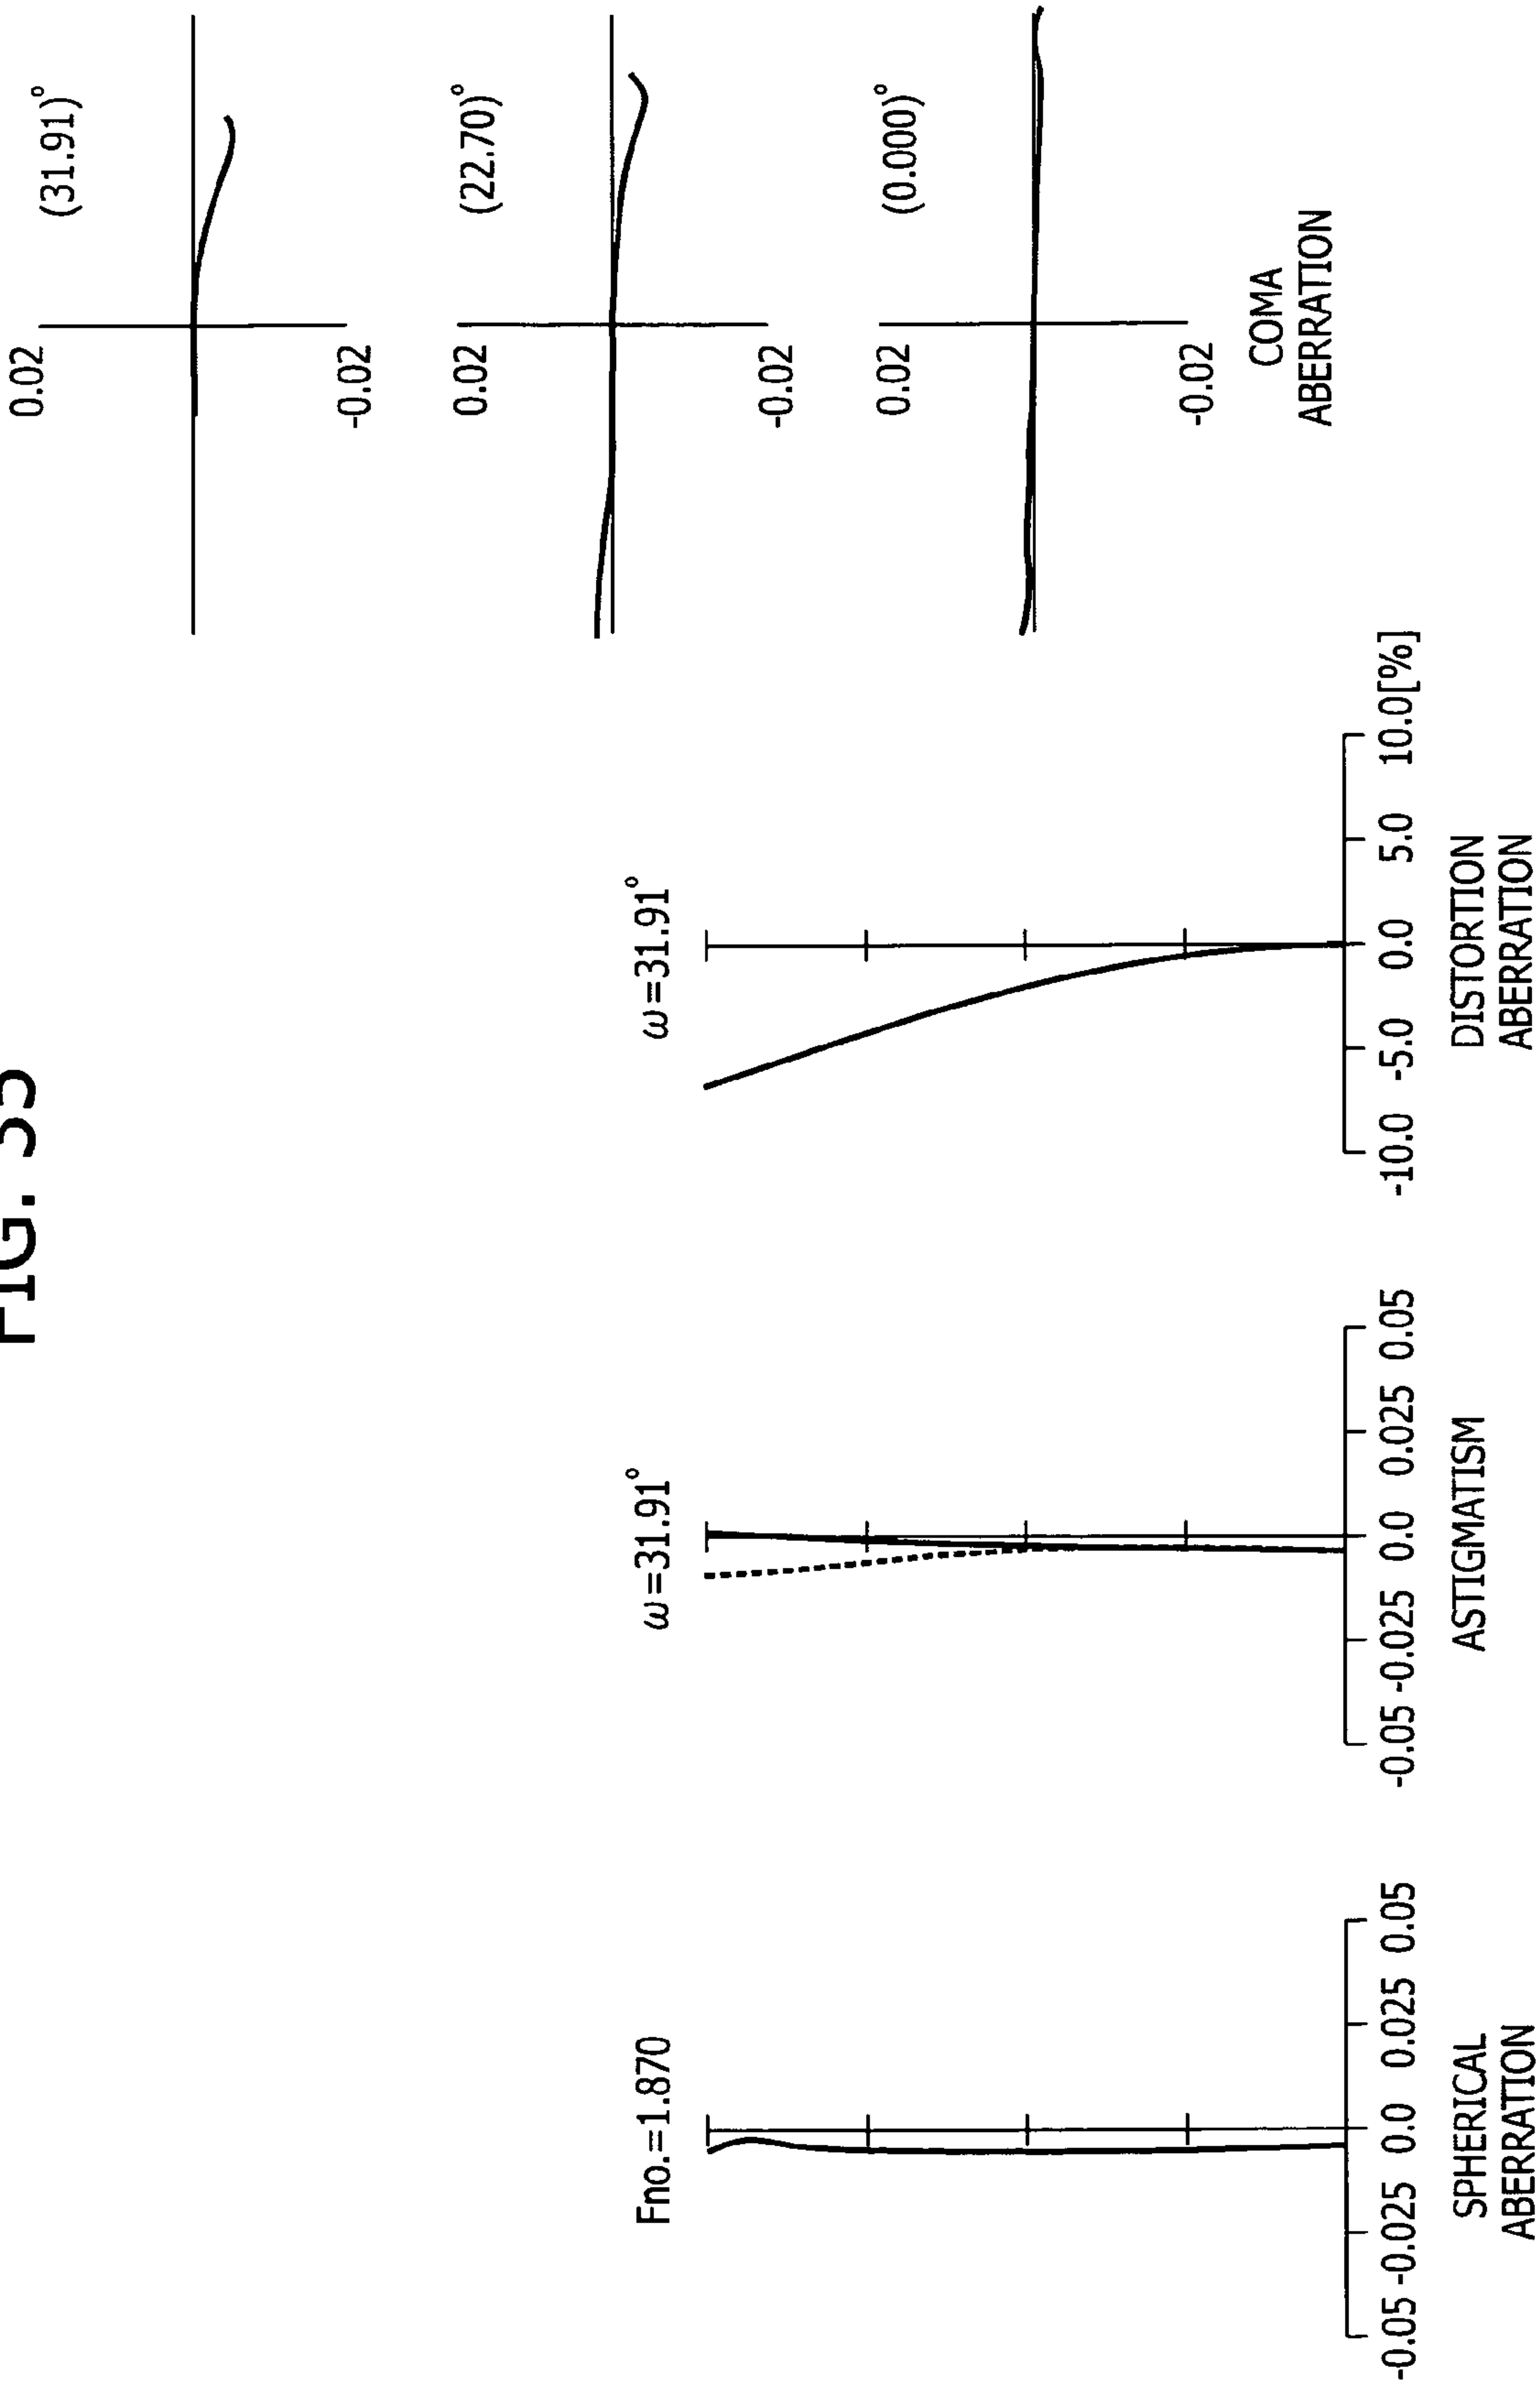 FIG. 35
Fno.=1.870
-0.05 -0.025 0.0 0.025 0.05
SPHERICAL
ABERRATION
ω=31.91°
-0.05 -0.025 0.0 0.025 0.05
ASTIGMATISM
ω=31.91°
-10.0 -5.0 0.0 5.0 10.0[%]
DISTORTION
ABERRATION
0.02
(31.91)°
-0.02
0.02
(22.70)°
-0.02
0.02
(0.000)°
-0.02
COMA
ABERRATION